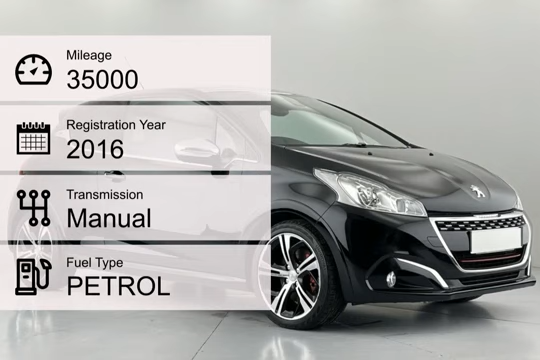 Mileage
35000
Registration Year
2016
Transmission
Manual
Fuel Type
PETROL